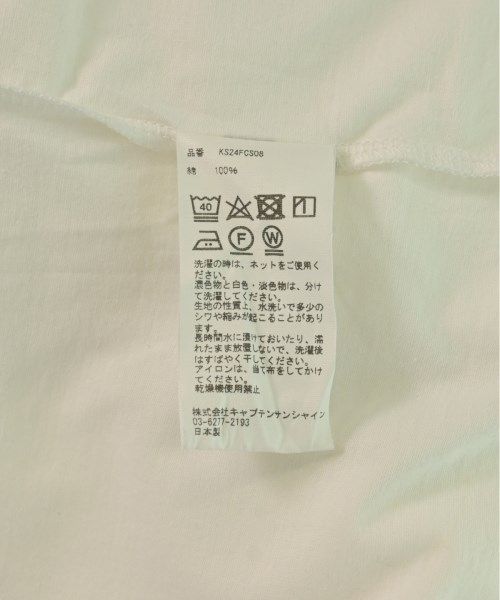 品番 KS24FCS08
綿 100%
40
F W
洗濯の時は、ネットをご使用く
ださい。
濃色物と白色・淡色物は、分け
て洗濯してください。
生地の性質上、水洗いで多少の
シワや縮みが起こることがあり
ます。
長時間水に漬けておいたり、濡
れたまま放置しないで、洗濯後
はすばやく干してください。
アイロンは、当て布をしてかけ
てください。
乾燥機使用禁止
株式会社キャプテンサンシャイン
03-6277-2193
日本製